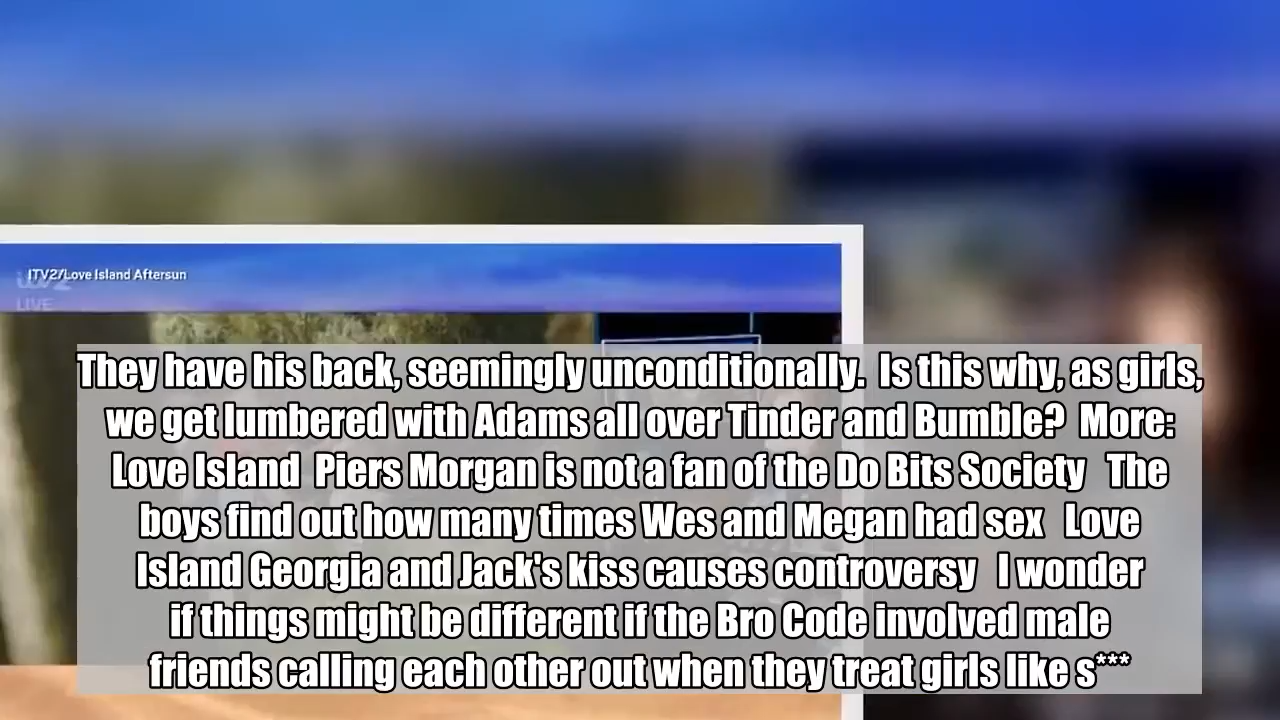 ITV2/Love Island Aftersun
itv2
LIVE
They have his back, seemingly unconditionally.  Is this why, as girls,
we get lumbered with Adams all over Tinder and Bumble?  More:
Love Island  Piers Morgan is not a fan of the Do Bits Society   The
boys find out how many times Wes and Megan had sex   Love
Island Georgia and Jack's kiss causes controversy   I wonder
if things might be different if the Bro Code involved male
friends calling each other out when they treat girls like s***